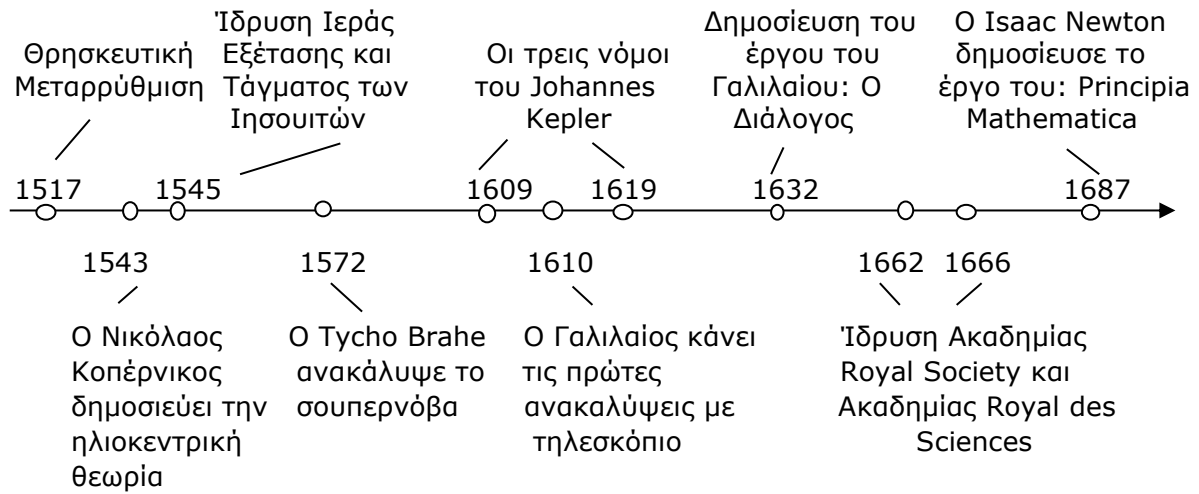 Θρησκευτική
Μεταρρύθμιση
Ίδρυση Ιεράς
Εξέτασης και
Τάγματος των
Ιησουιτών
Οι τρεις νόμοι
του Johannes
Kepler
Δημοσίευση του
έργου του
Γαλιλαίου: Ο
Διάλογος
Ο Isaac Newton
δημοσίευσε το
έργο του: Principia
Mathematica
1517
1545
1609
1619
1632
1687
1543
1572
1610
1662
1666
Ο Νικόλαος
Κοπέρνικος
δημοσιεύει την
ηλιοκεντρική
θεωρία
Ο Tycho Brahe
ανακάλυψε το
σουπερνόβα
Ο Γαλιλαίος κάνει
τις πρώτες
ανακαλύψεις με
τηλεσκόπιο
Ίδρυση Ακαδημίας
Royal Society και
Ακαδημίας Royal des
Sciences